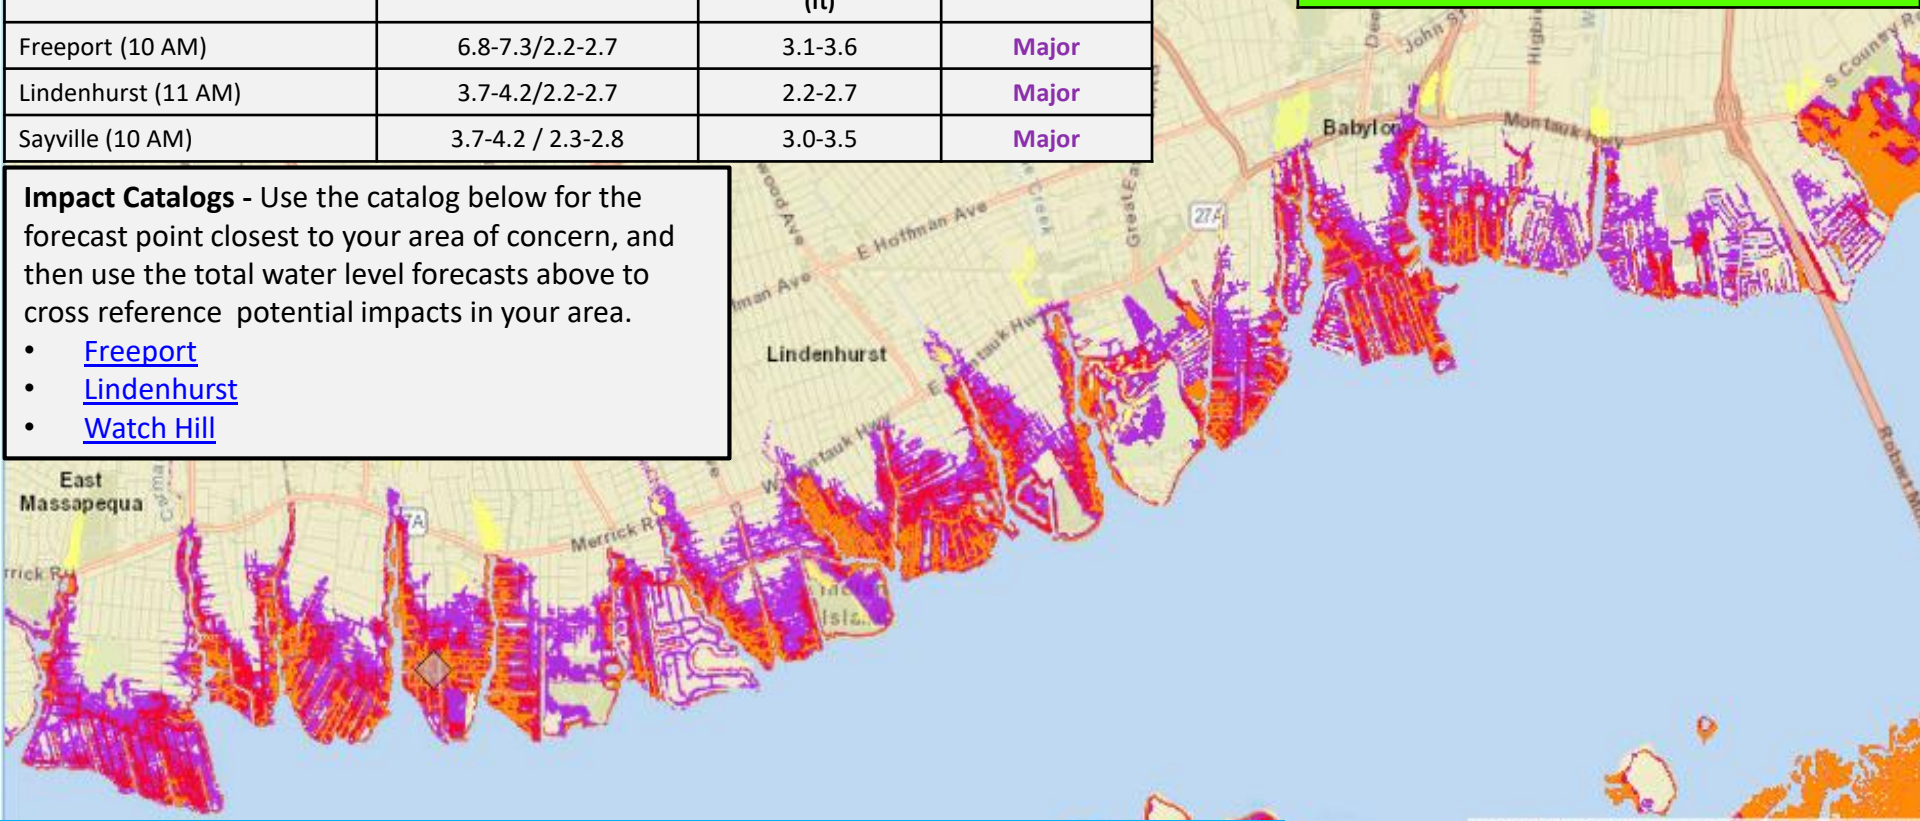 (ft)
Freeport (10 AM) 6.8-7.3/2.2-2.7 3.1-3.6 Major
Lindenhurst (11 AM) 3.7-4.2/2.2-2.7 2.2-2.7 Major
Sayville (10 AM) 3.7-4.2 / 2.3-2.8 3.0-3.5 Major
Impact Catalogs - Use the catalog below for the
forecast point closest to your area of concern, and
then use the total water level forecasts above to
cross reference  potential impacts in your area.
• Freeport
• Lindenhurst
• Watch Hill
John St
S Country R
Babylon
Montauk Hwy
E Hoffman Ave
27A
Lindenhurst
East
Massapequa
Merrick R